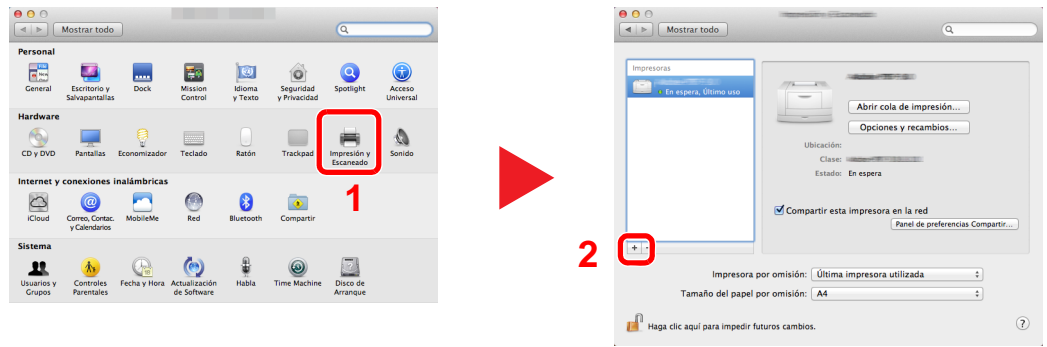 Mostrar todo
Personal
General
Escritorio y
Salvapantallas
Dock
Mission
Control
Idioma
y Texto
Seguridad
y Privacidad
Spotlight
Acceso
Universal
Hardware
CD y DVD
Pantallas
Economizador
Teclado
Ratón
Trackpad
Impresión y
Escaneado
Sonido
1
Internet y conexiones inalámbricas
iCloud
Correo, Contac.
y Calendarios
MobileMe
Red
Bluetooth
Compartir
Sistema
Usuarios y
Grupos
Controles
Parentales
Fecha y Hora
Actualización
de Software
Habla
Time Machine
Disco de
Arranque
Mostrar todo
Impresoras
En espera, Último uso
Abrir cola de impresión...
Opciones y recambios...
Ubicación:
Clase:
Estado: En espera
Compartir esta impresora en la red
Panel de preferencias Compartir...
2
+ -
Impresora por omisión: Última impresora utilizada
Tamaño del papel por omisión: A4
Haga clic aquí para impedir futuros cambios.
?